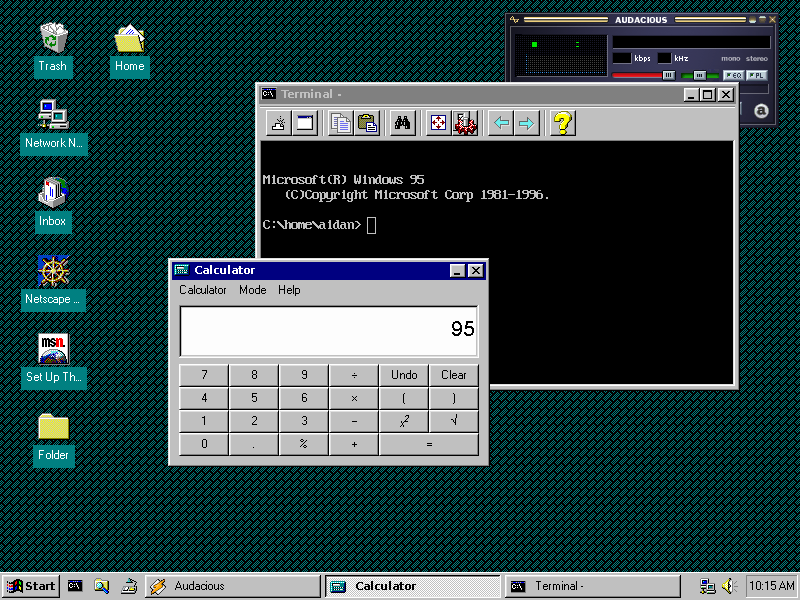 Trash
Home
Network N...
Inbox
Netscape ...
msn.
Set Up Th...
Folder
AUDACIOUS
kbps
kHz
mono stereo
EQ
PL
a
C:\
Terminal -
Microsoft(R) Windows 95
(C)Copyright Microsoft Corp 1981-1996.
C:\home\aidan>
Calculator
Calculator Mode Help
95
7 8 9 ÷ Undo Clear
4 5 6 × ( )
1 2 3 − x² √
0 . % + =
Start
C:\
Audacious
Calculator
C:\
Terminal -
10:15 AM